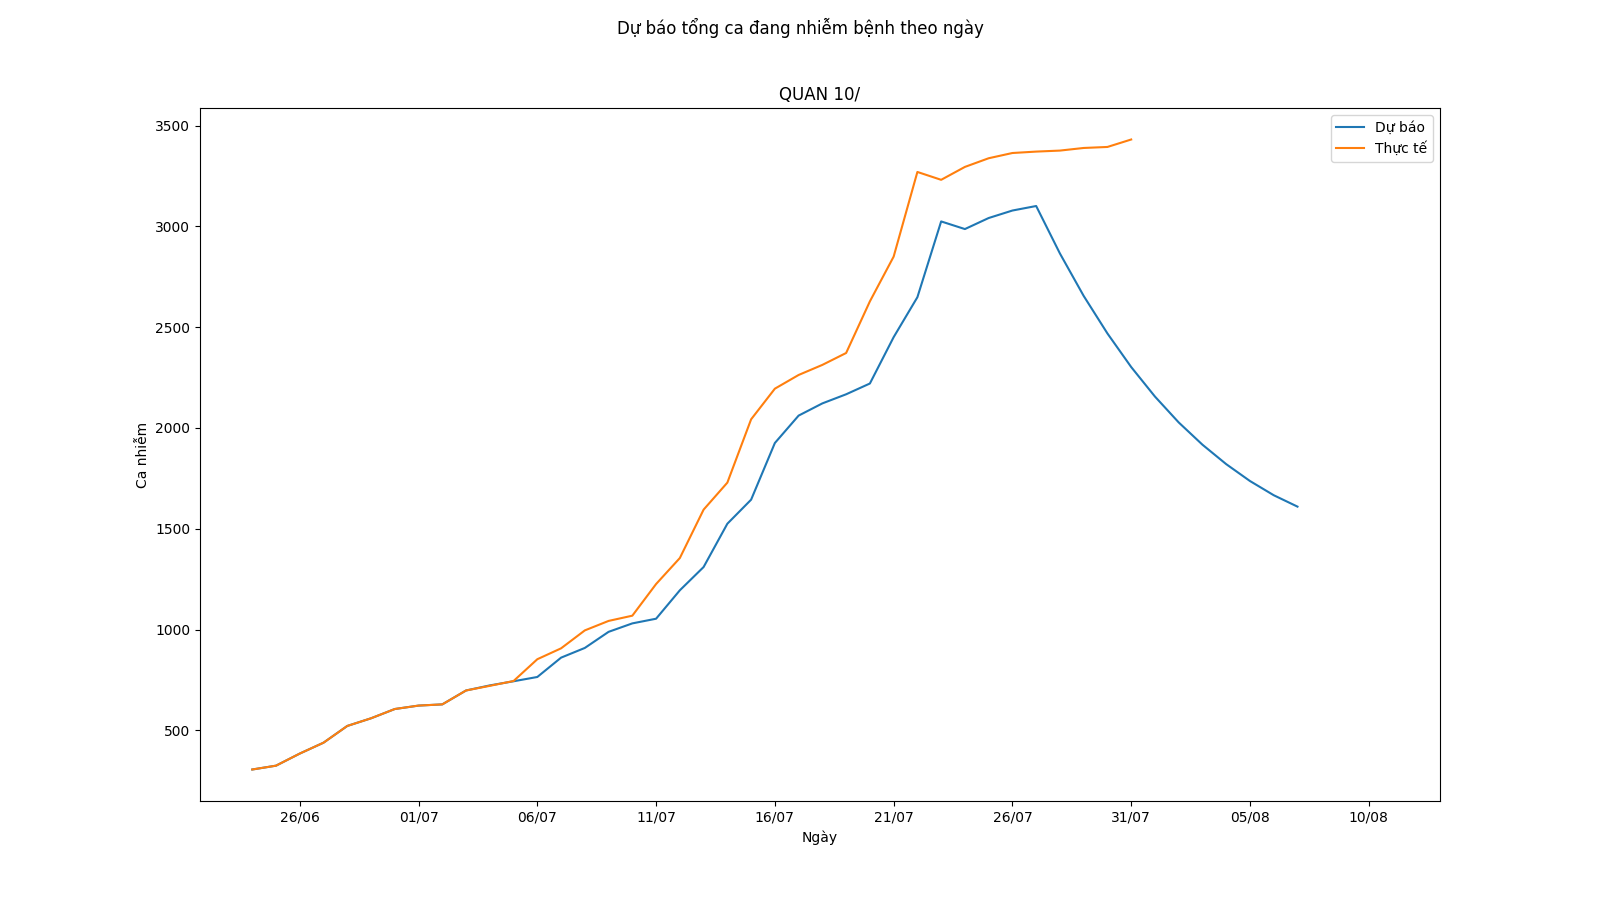 Dự báo tổng ca đang nhiễm bệnh theo ngày
QUAN 10/
Dự báo
Thực tế
3500
3000
2500
2000
1500
1000
500
Ca nhiễm
26/06 01/07 06/07 11/07 16/07 21/07 26/07 31/07 05/08 10/08
Ngày